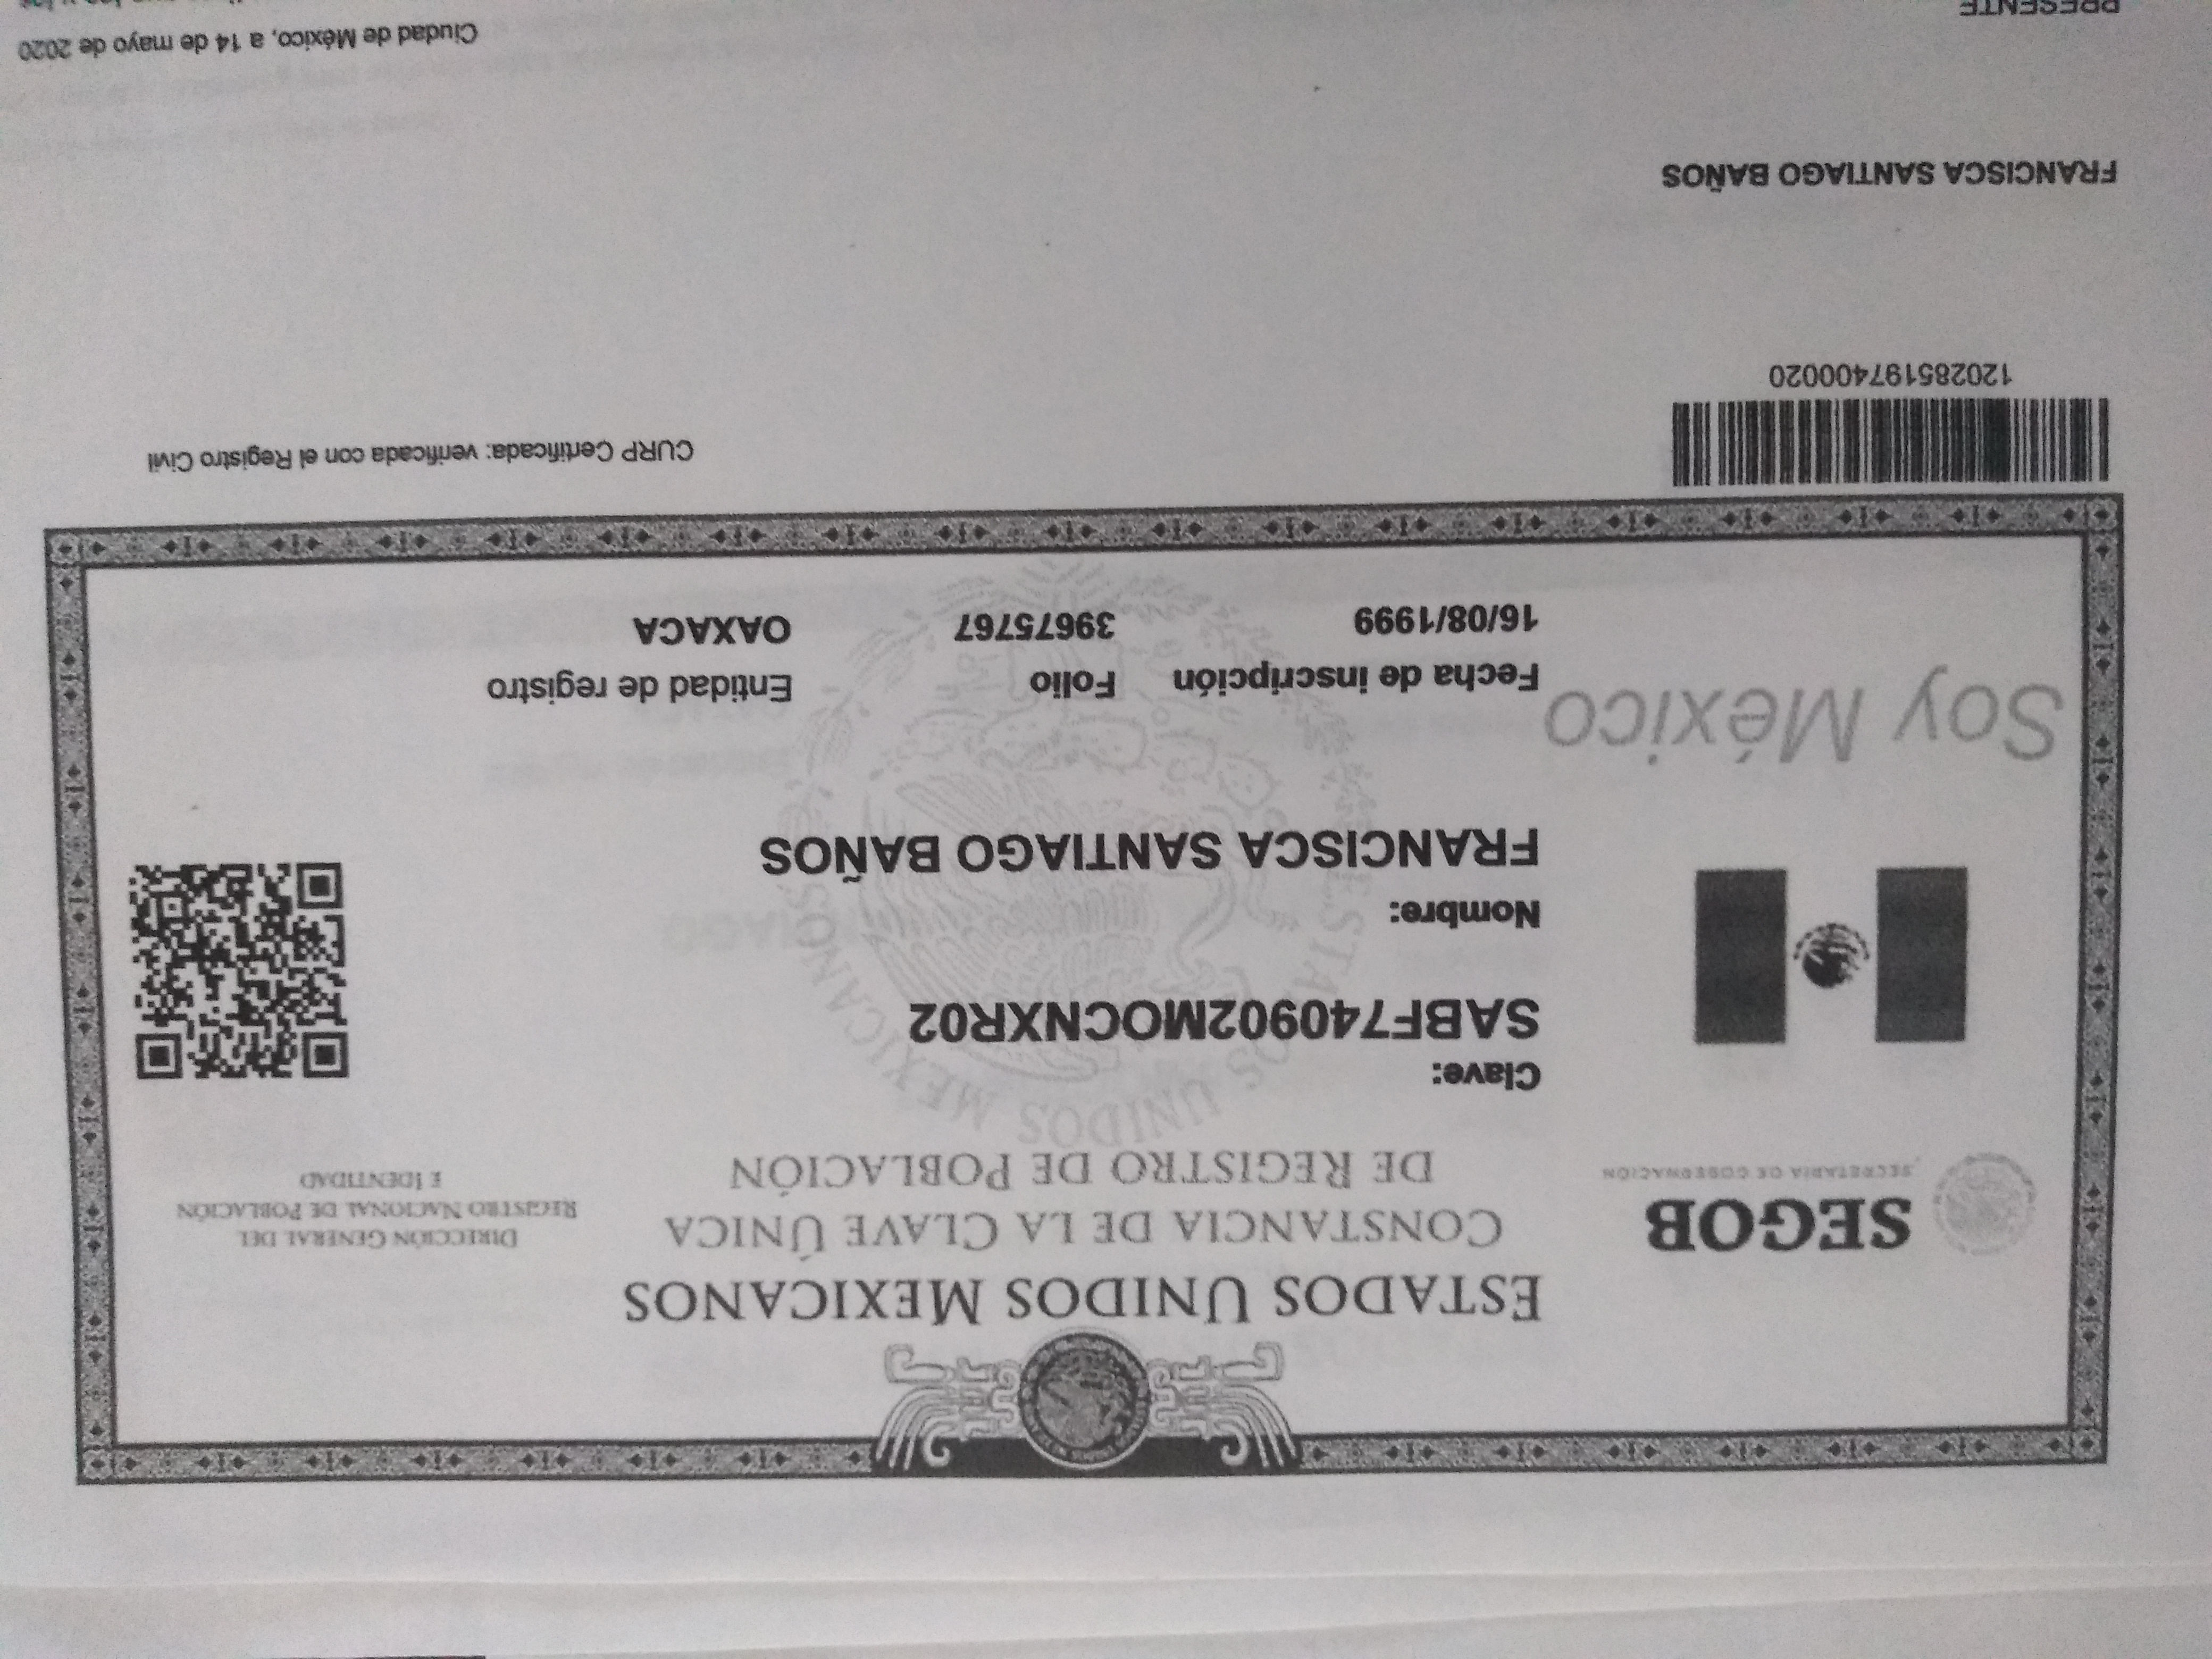 ESTADOS UNIDOS MEXICANOS
CONSTANCIA DE LA CLAVE ÚNICA
DE REGISTRO DE POBLACIÓN
SEGOB
SECRETARÍA DE GOBERNACIÓN
DIRECCIÓN GENERAL DEL
REGISTRO NACIONAL DE POBLACIÓN
E IDENTIDAD
ESTADOS UNIDOS MEXICANOS
Clave:
SABF740902MOCNXR02
Nombre:
FRANCISCA SANTIAGO BAÑOS
Soy México
Fecha de inscripción
Folio
Entidad de registro
16/08/1999
39675767
OAXACA
120285197400020
CURP Certificada: verificada con el Registro Civil
FRANCISCA SANTIAGO BAÑOS
Ciudad de México, a 14 de mayo de 2020
PRESENTE